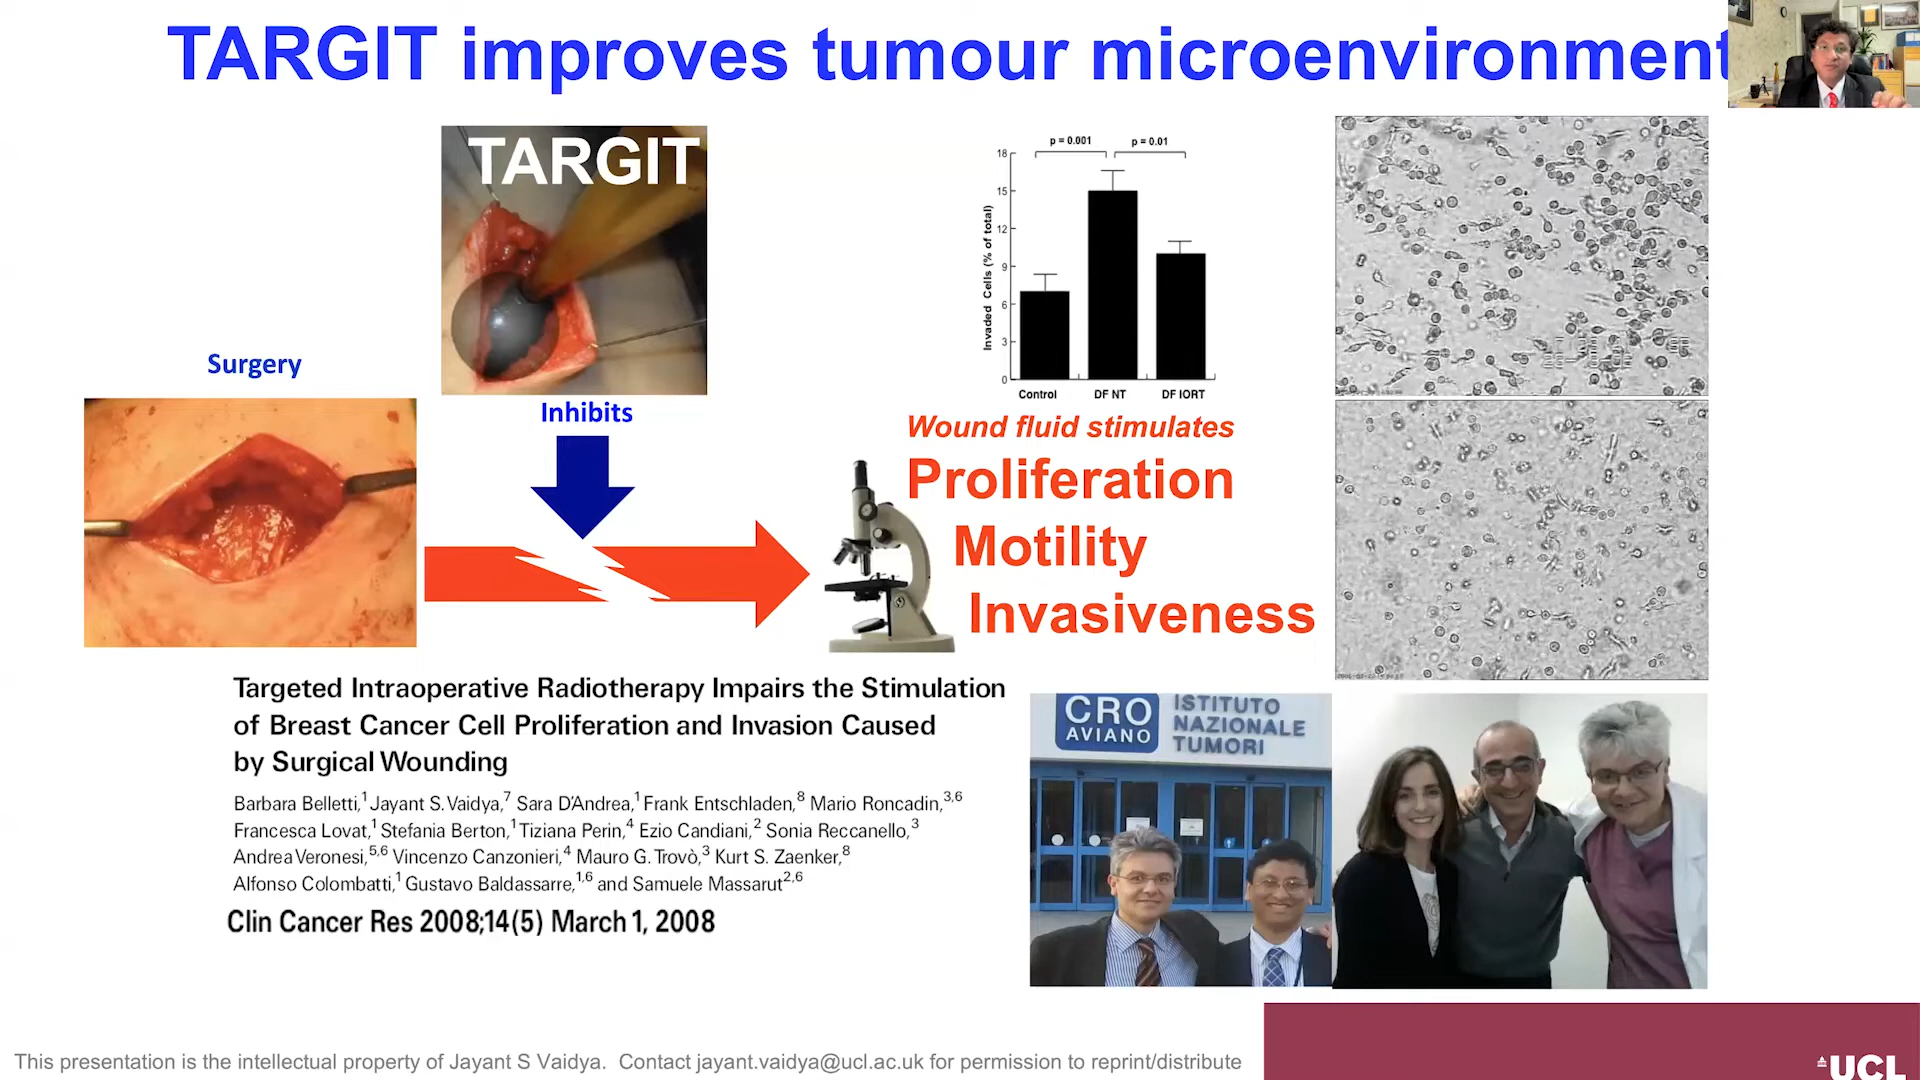 TARGIT improves tumour microenvironment
TARGIT
Surgery
Inhibits
p = 0.001
p = 0.01
Invaded Cells (% of total)
18
15
12
9
6
3
0
Control
DF NT
DF IORT
Wound fluid stimulates
Proliferation
Motility
Invasiveness
Targeted Intraoperative Radiotherapy Impairs the Stimulation
of Breast Cancer Cell Proliferation and Invasion Caused
by Surgical Wounding
Barbara Belletti,1 Jayant S. Vaidya,7 Sara D'Andrea,1 Frank Entschladen,8 Mario Roncadin,3,6
Francesca Lovat,1 Stefania Berton,1 Tiziana Perin,4 Ezio Candiani,2 Sonia Reccanello,3
Andrea Veronesi,5,6 Vincenzo Canzonieri,4 Mauro G. Trovò,3 Kurt S. Zaenker,8
Alfonso Colombatti,1 Gustavo Baldassarre,1,6 and Samuele Massarut2,6
Clin Cancer Res 2008;14(5) March 1, 2008
CRO
AVIANO
ISTITUTO
NAZIONALE
TUMORI
This presentation is the intellectual property of Jayant S Vaidya. Contact jayant.vaidya@ucl.ac.uk for permission to reprint/distribute
UCL